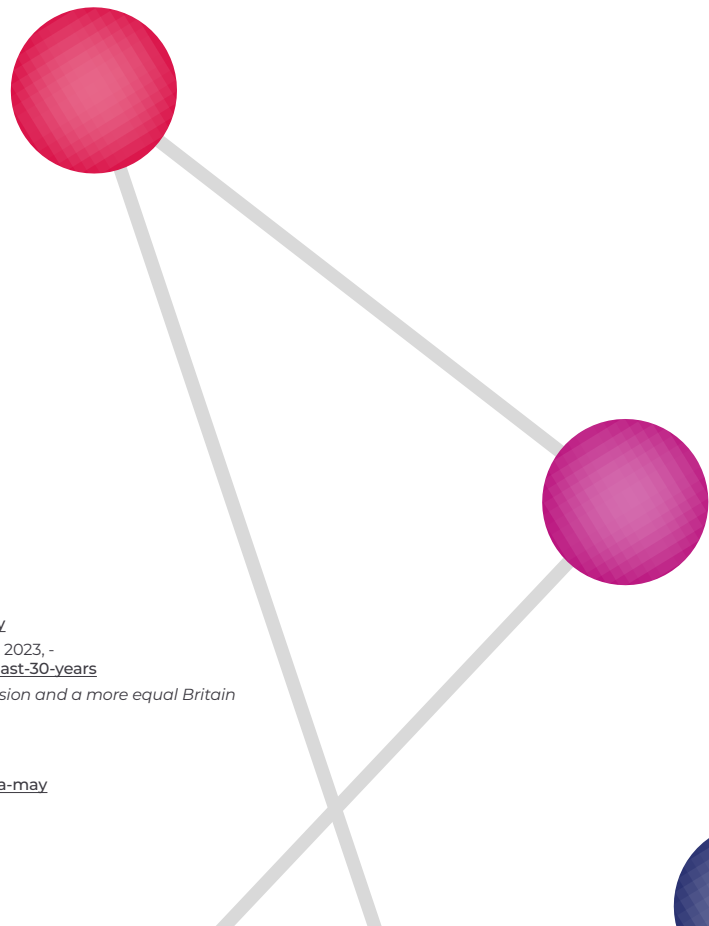 y
2023, -
ast-30-years
sion and a more equal Britain
a-may